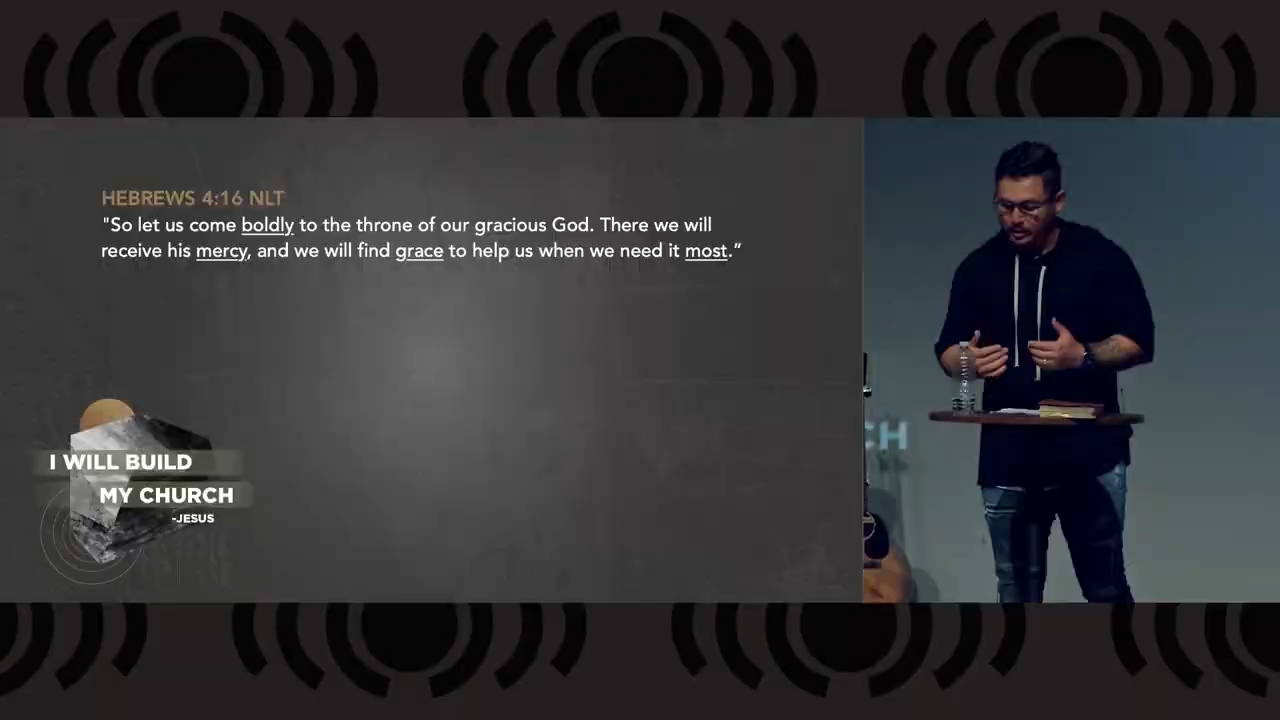 HEBREWS 4:16 NLT
"So let us come boldly to the throne of our gracious God. There we will
receive his mercy, and we will find grace to help us when we need it most.”
I WILL BUILD
MY CHURCH
-JESUS
CH